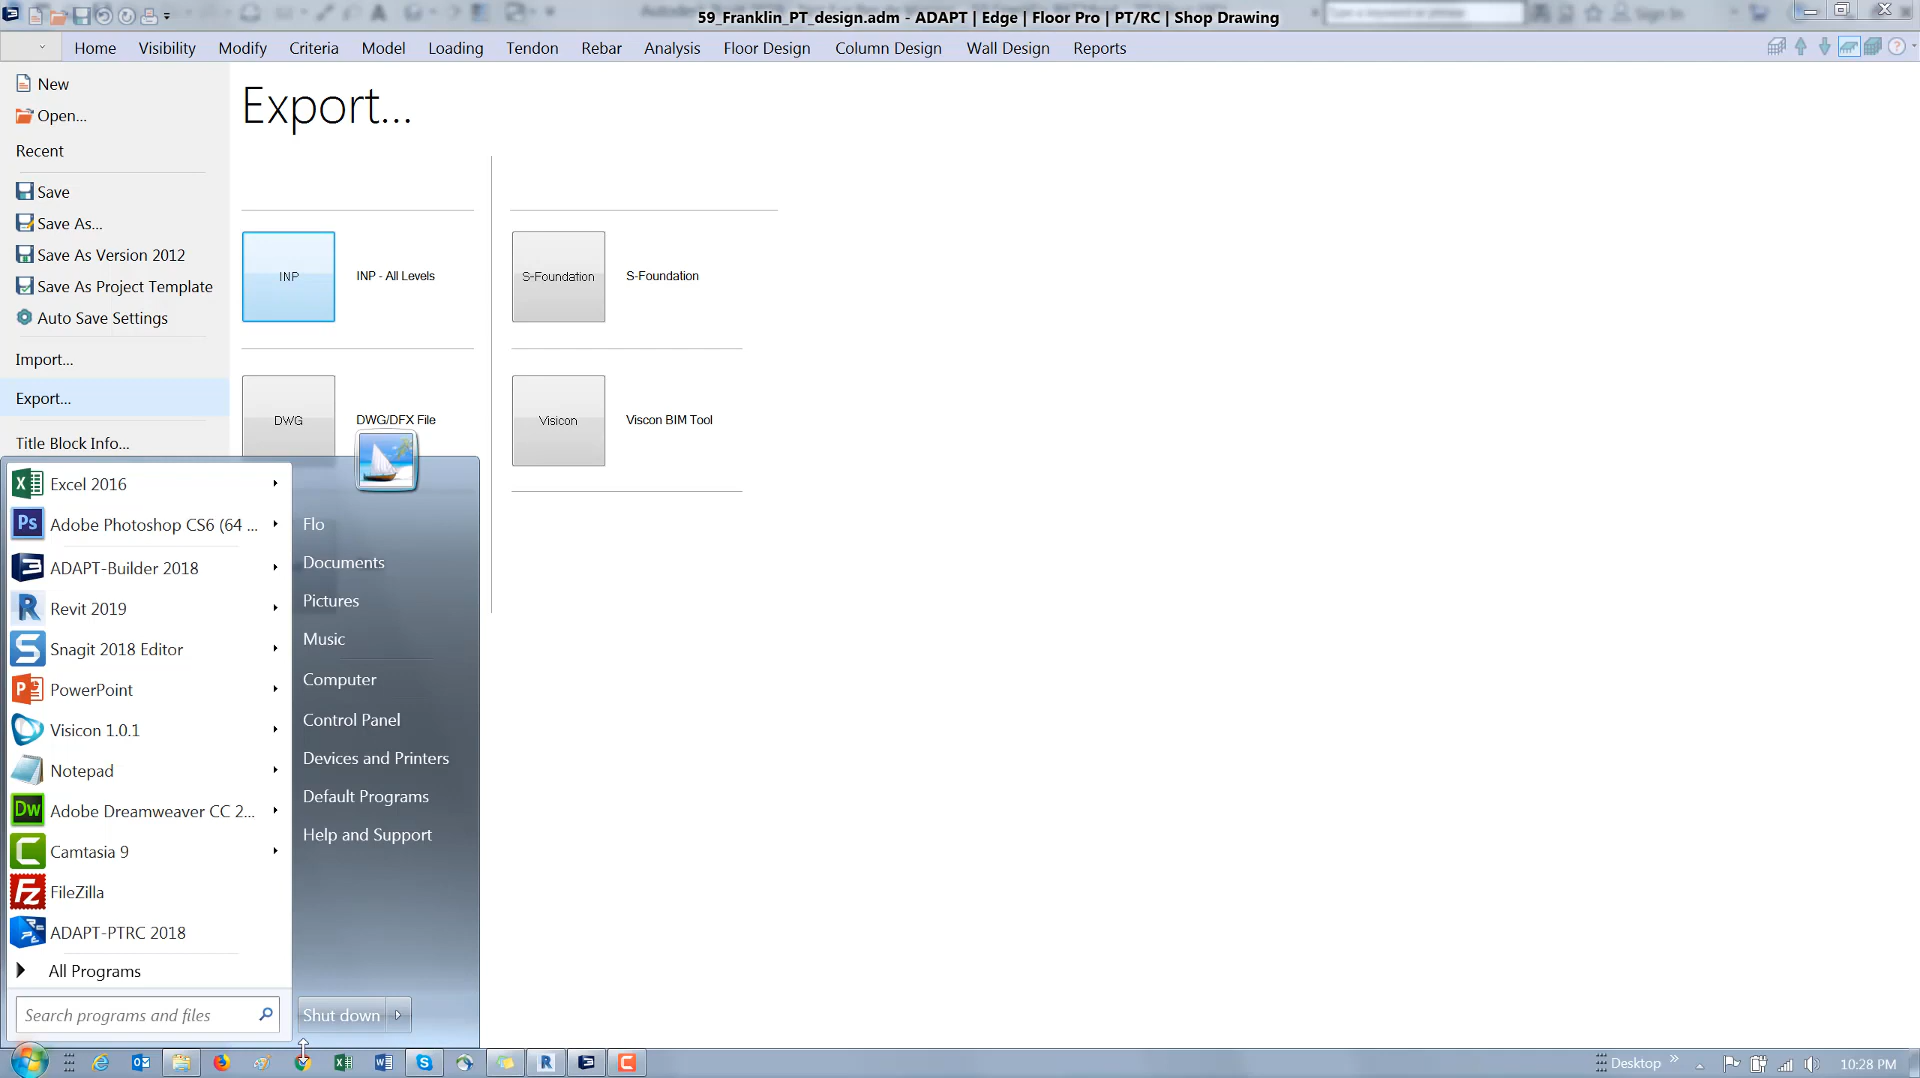 59_Franklin_PT_design.adm - ADAPT | Edge | Floor Pro | PT/RC | Shop Drawing
Home Visibility Modify Criteria Model Loading Tendon Rebar Analysis Floor Design Column Design Wall Design Reports
New
Open...
Recent
Save
Save As...
Save As Version 2012
Save As Project Template
Auto Save Settings
Import...
Export...
Title Block Info...
Export...
INP INP - All Levels
S-Foundation S-Foundation
DWG DWG/DFX File
Visicon Viscon BIM Tool
Excel 2016
Ps Adobe Photoshop CS6 (64 ...
ADAPT-Builder 2018
R Revit 2019
S Snagit 2018 Editor
PowerPoint
Visicon 1.0.1
Notepad
Dw Adobe Dreamweaver CC 2...
C Camtasia 9
Fz FileZilla
ADAPT-PTRC 2018
All Programs
Search programs and files
Flo
Documents
Pictures
Music
Computer
Control Panel
Devices and Printers
Default Programs
Help and Support
Shut down
Desktop » 10:28 PM